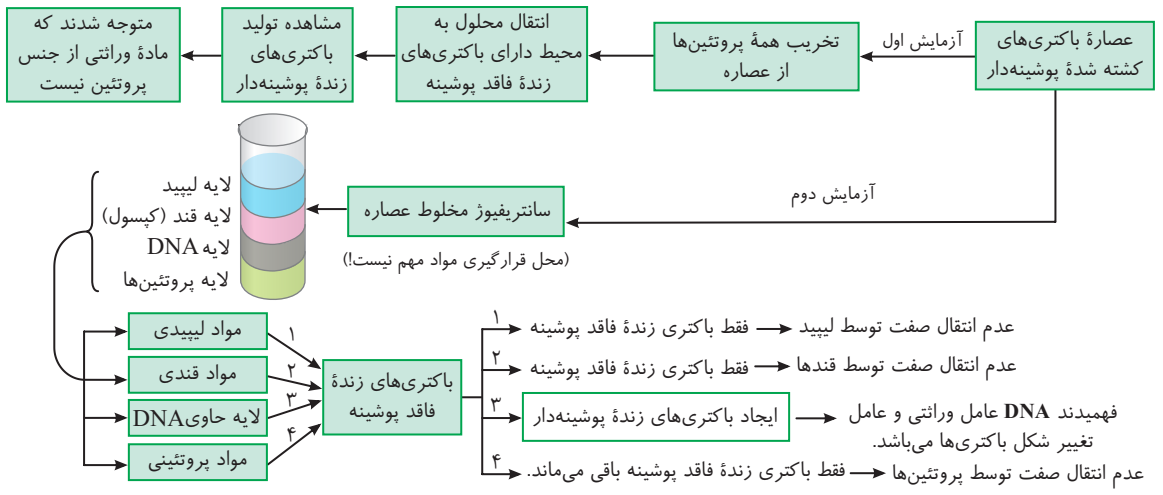 عصارهٔ باکتری‌های
کشته شدهٔ پوشینه‌دار
آزمایش اول
تخریب همهٔ پروتئین‌ها
از عصاره
انتقال محلول به
محیط دارای باکتری‌های
زندهٔ فاقد پوشینه
مشاهده تولید
باکتری‌های
زندهٔ پوشینه‌دار
متوجه شدند که
مادهٔ وراثتی از جنس
پروتئین نیست
آزمایش دوم
سانتریفیوژ مخلوط عصاره
(محل قرارگیری مواد مهم نیست!)
لایه لیپید
لایه قند (کپسول)
لایه DNA
لایه پروتئین‌ها
مواد لیپیدی
مواد قندی
لایه حاوی DNA
مواد پروتئینی
۱
۲
۳
۴
باکتری‌های زندهٔ
فاقد پوشینه
۱
فقط باکتری زندهٔ فاقد پوشینه
عدم انتقال صفت توسط لیپید
۲
فقط باکتری زندهٔ فاقد پوشینه
عدم انتقال صفت توسط قندها
۳
ایجاد باکتری‌های زندهٔ پوشینه‌دار
فهمیدند DNA عامل وراثتی و عامل
تغییر شکل باکتری‌ها می‌باشد.
۴
فقط باکتری زندهٔ فاقد پوشینه باقی می‌ماند.
عدم انتقال صفت توسط پروتئین‌ها